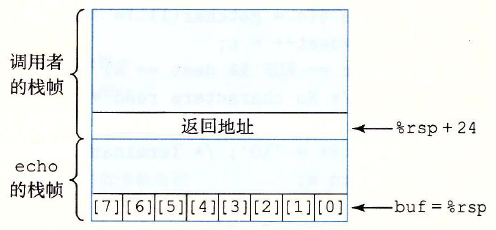 调用者
的栈帧
返回地址
%rsp+24
echo
的栈帧
[7] [6] [5] [4] [3] [2] [1] [0]
buf=%rsp